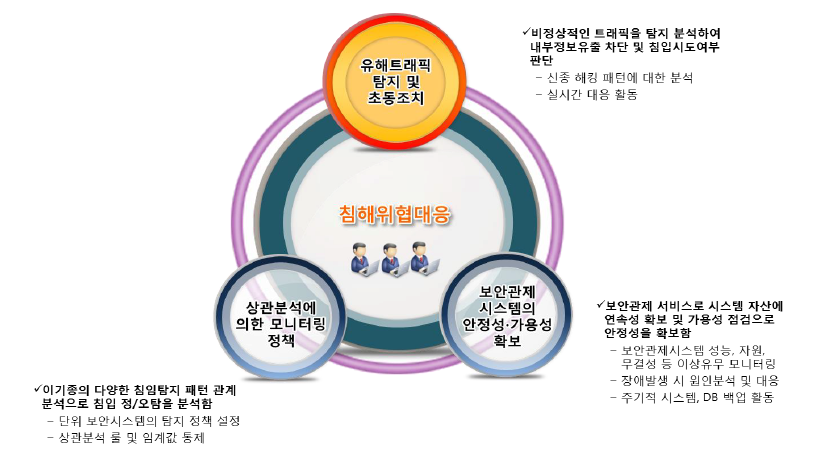 유해트래픽
탐지 및
초동조치
✓비정상적인 트래픽을 탐지 분석하여
내부정보유출 차단 및 침입시도여부
판단
– 신종 해킹 패턴에 대한 분석
– 실시간 대응 활동
침해위협대응
상관분석에
의한 모니터링
정책
보안관제
시스템의
안정성·가용성
확보
✓보안관제 서비스로 시스템 자산에
연속성 확보 및 가용성 점검으로
안정성을 확보함
– 보안관제시스템 성능, 자원,
무결성 등 이상유무 모니터링
– 장애발생 시 원인분석 및 대응
– 주기적 시스템, DB 백업 활동
✓이기종의 다양한 침입탐지 패턴 관계
분석으로 침입 정/오탐을 분석함
– 단위 보안시스템의 탐지 정책 설정
– 상관분석 룰 및 임계값 통제